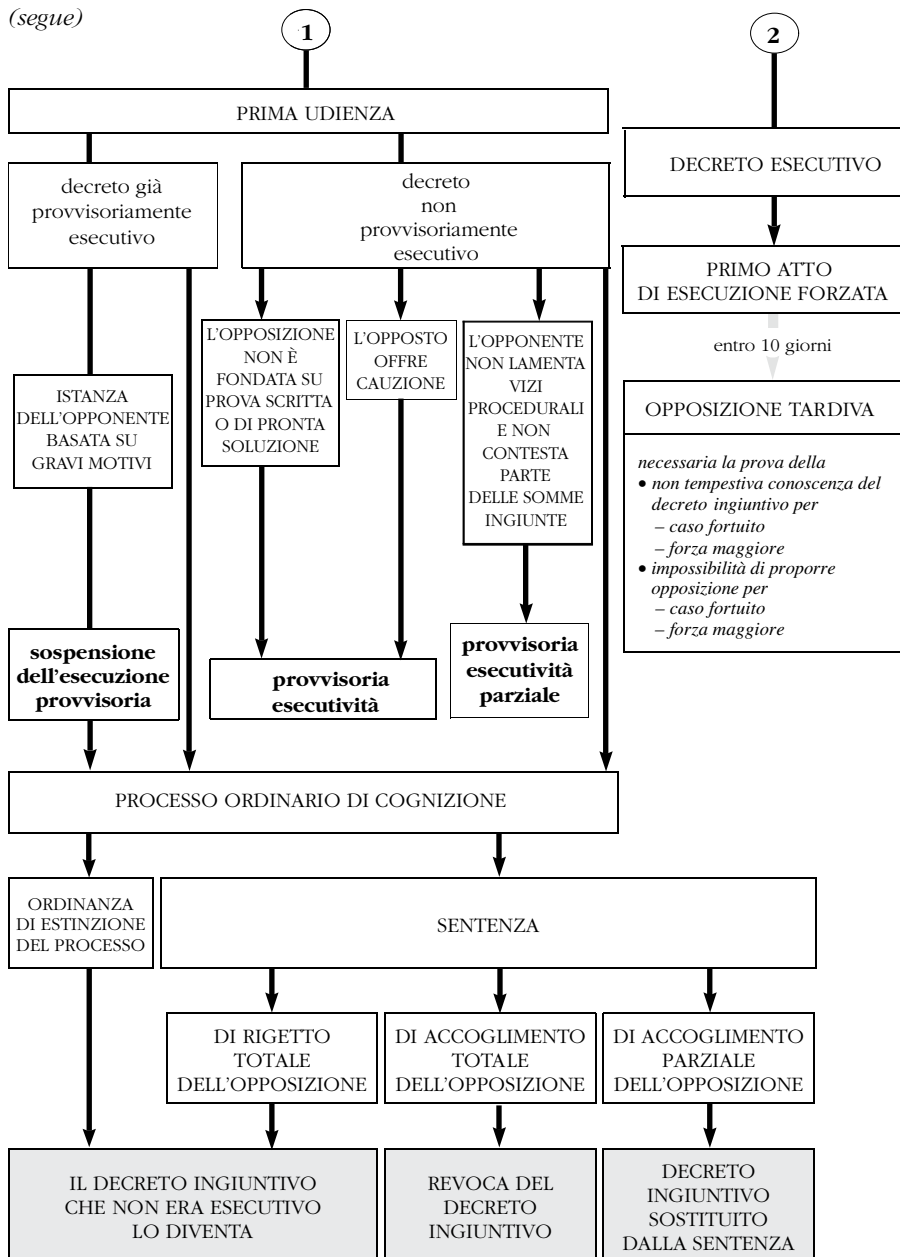 (segue)
1
PRIMA UDIENZA
decreto già
provvisoriamente
esecutivo
decreto
non
provvisoriamente
esecutivo
ISTANZA
DELL'OPPONENTE
BASATA SU
GRAVI MOTIVI
L'OPPOSIZIONE
NON È
FONDATA SU
PROVA SCRITTA
O DI PRONTA
SOLUZIONE
L'OPPOSTO
OFFRE
CAUZIONE
L'OPPONENTE
NON LAMENTA
VIZI
PROCEDURALI
E NON
CONTESTA
PARTE
DELLE SOMME
INGIUNTE
sospensione
dell'esecuzione
provvisoria
provvisoria
esecutività
provvisoria
esecutività
parziale
PROCESSO ORDINARIO DI COGNIZIONE
ORDINANZA
DI ESTINZIONE
DEL PROCESSO
SENTENZA
DI RIGETTO
TOTALE
DELL'OPPOSIZIONE
DI ACCOGLIMENTO
TOTALE
DELL'OPPOSIZIONE
DI ACCOGLIMENTO
PARZIALE
DELL'OPPOSIZIONE
IL DECRETO INGIUNTIVO
CHE NON ERA ESECUTIVO
LO DIVENTA
REVOCA DEL
DECRETO
INGIUNTIVO
DECRETO
INGIUNTIVO
SOSTITUITO
DALLA SENTENZA
2
DECRETO ESECUTIVO
PRIMO ATTO
DI ESECUZIONE FORZATA
entro 10 giorni
OPPOSIZIONE TARDIVA
necessaria la prova della
• non tempestiva conoscenza del
decreto ingiuntivo per
– caso fortuito
– forza maggiore
• impossibilità di proporre
opposizione per
– caso fortuito
– forza maggiore